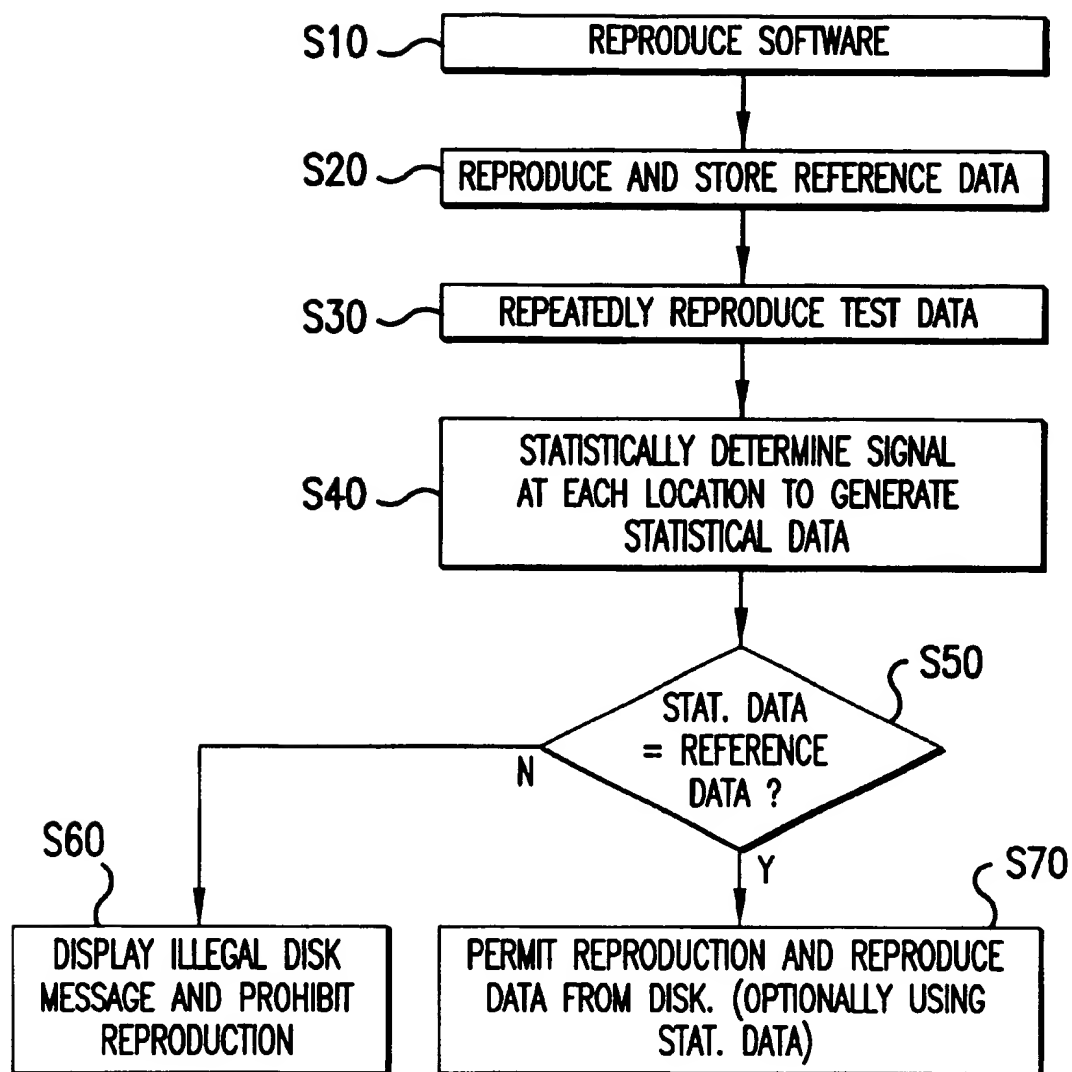 S10
REPRODUCE SOFTWARE
S20
REPRODUCE AND STORE REFERENCE DATA
S30
REPEATEDLY REPRODUCE TEST DATA
S40
STATISTICALLY DETERMINE SIGNAL
AT EACH LOCATION TO GENERATE
STATISTICAL DATA
S50
STAT. DATA
= REFERENCE
DATA ?
N
Y
S60
DISPLAY ILLEGAL DISK
MESSAGE AND PROHIBIT
REPRODUCTION
S70
PERMIT REPRODUCTION AND REPRODUCE
DATA FROM DISK. (OPTIONALLY USING
STAT. DATA)